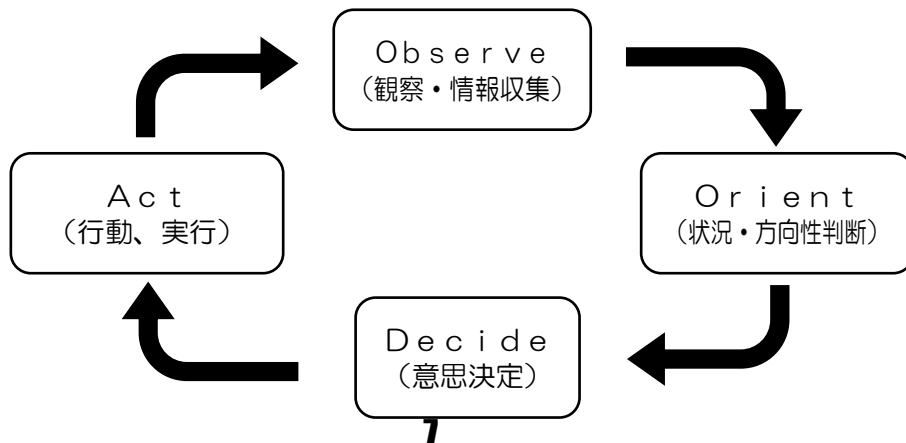 Ｏｂｓｅｒｖｅ
（観察・情報収集）
Ｏｒｉｅｎｔ
（状況・方向性判断）
Ｄｅｃｉｄｅ
（意思決定）
Ａｃｔ
（行動、実行）